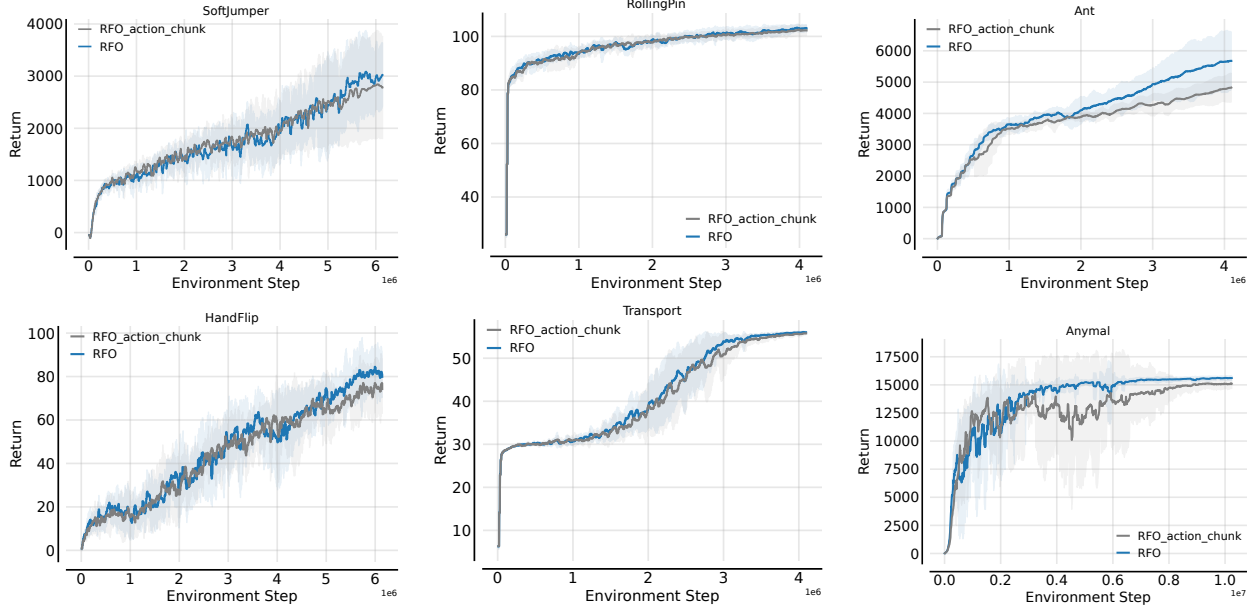 SoftJumper
RFO_action_chunk
RFO
4000
3000
2000
1000
0
Return
0 1 2 3 4 5 6
1e6
Environment Step
RollingPin
100
80
60
40
Return
RFO_action_chunk
RFO
0 1 2 3 4
1e6
Environment Step
Ant
RFO_action_chunk
RFO
6000
5000
4000
3000
2000
1000
0
Return
0 1 2 3 4
1e6
Environment Step
HandFlip
RFO_action_chunk
RFO
100
80
60
40
20
0
Return
0 1 2 3 4 5 6
1e6
Environment Step
Transport
RFO_action_chunk
RFO
50
40
30
20
10
Return
0 1 2 3 4
1e6
Environment Step
Anymal
17500
15000
12500
10000
7500
5000
2500
0
Return
RFO_action_chunk
RFO
0.0 0.2 0.4 0.6 0.8 1.0
1e7
Environment Step